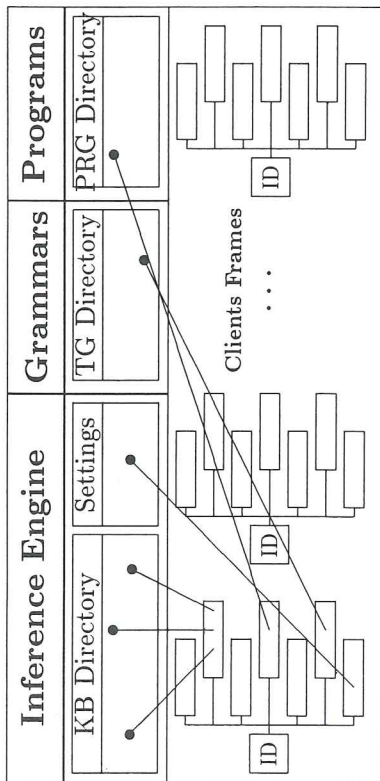 Inference Engine
Grammars
Programs
KB Directory
Settings
TG Directory
PRG Directory
Clients Frames
. . .
ID
ID
ID